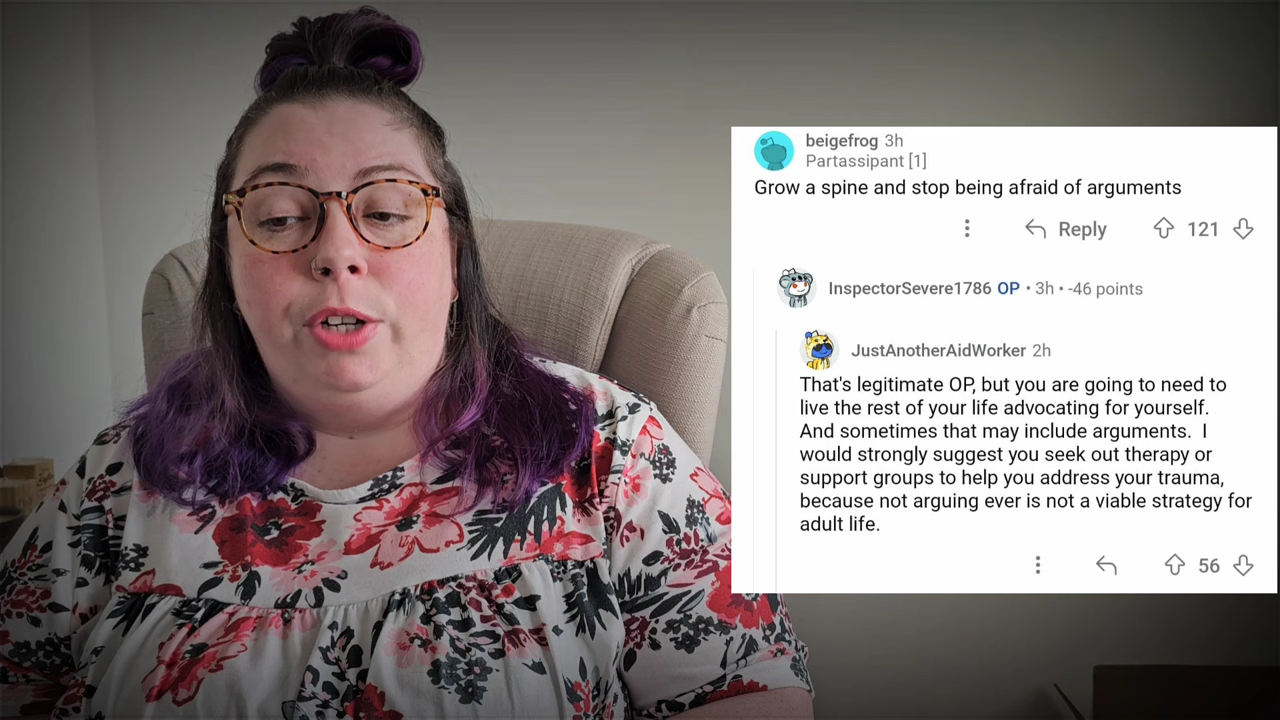 beigefrog 3h
Partassipant [1]
Grow a spine and stop being afraid of arguments
Reply 121
InspectorSevere1786 OP • 3h • -46 points
JustAnotherAidWorker 2h
That's legitimate OP, but you are going to need to
live the rest of your life advocating for yourself.
And sometimes that may include arguments. I
would strongly suggest you seek out therapy or
support groups to help you address your trauma,
because not arguing ever is not a viable strategy for
adult life.
56